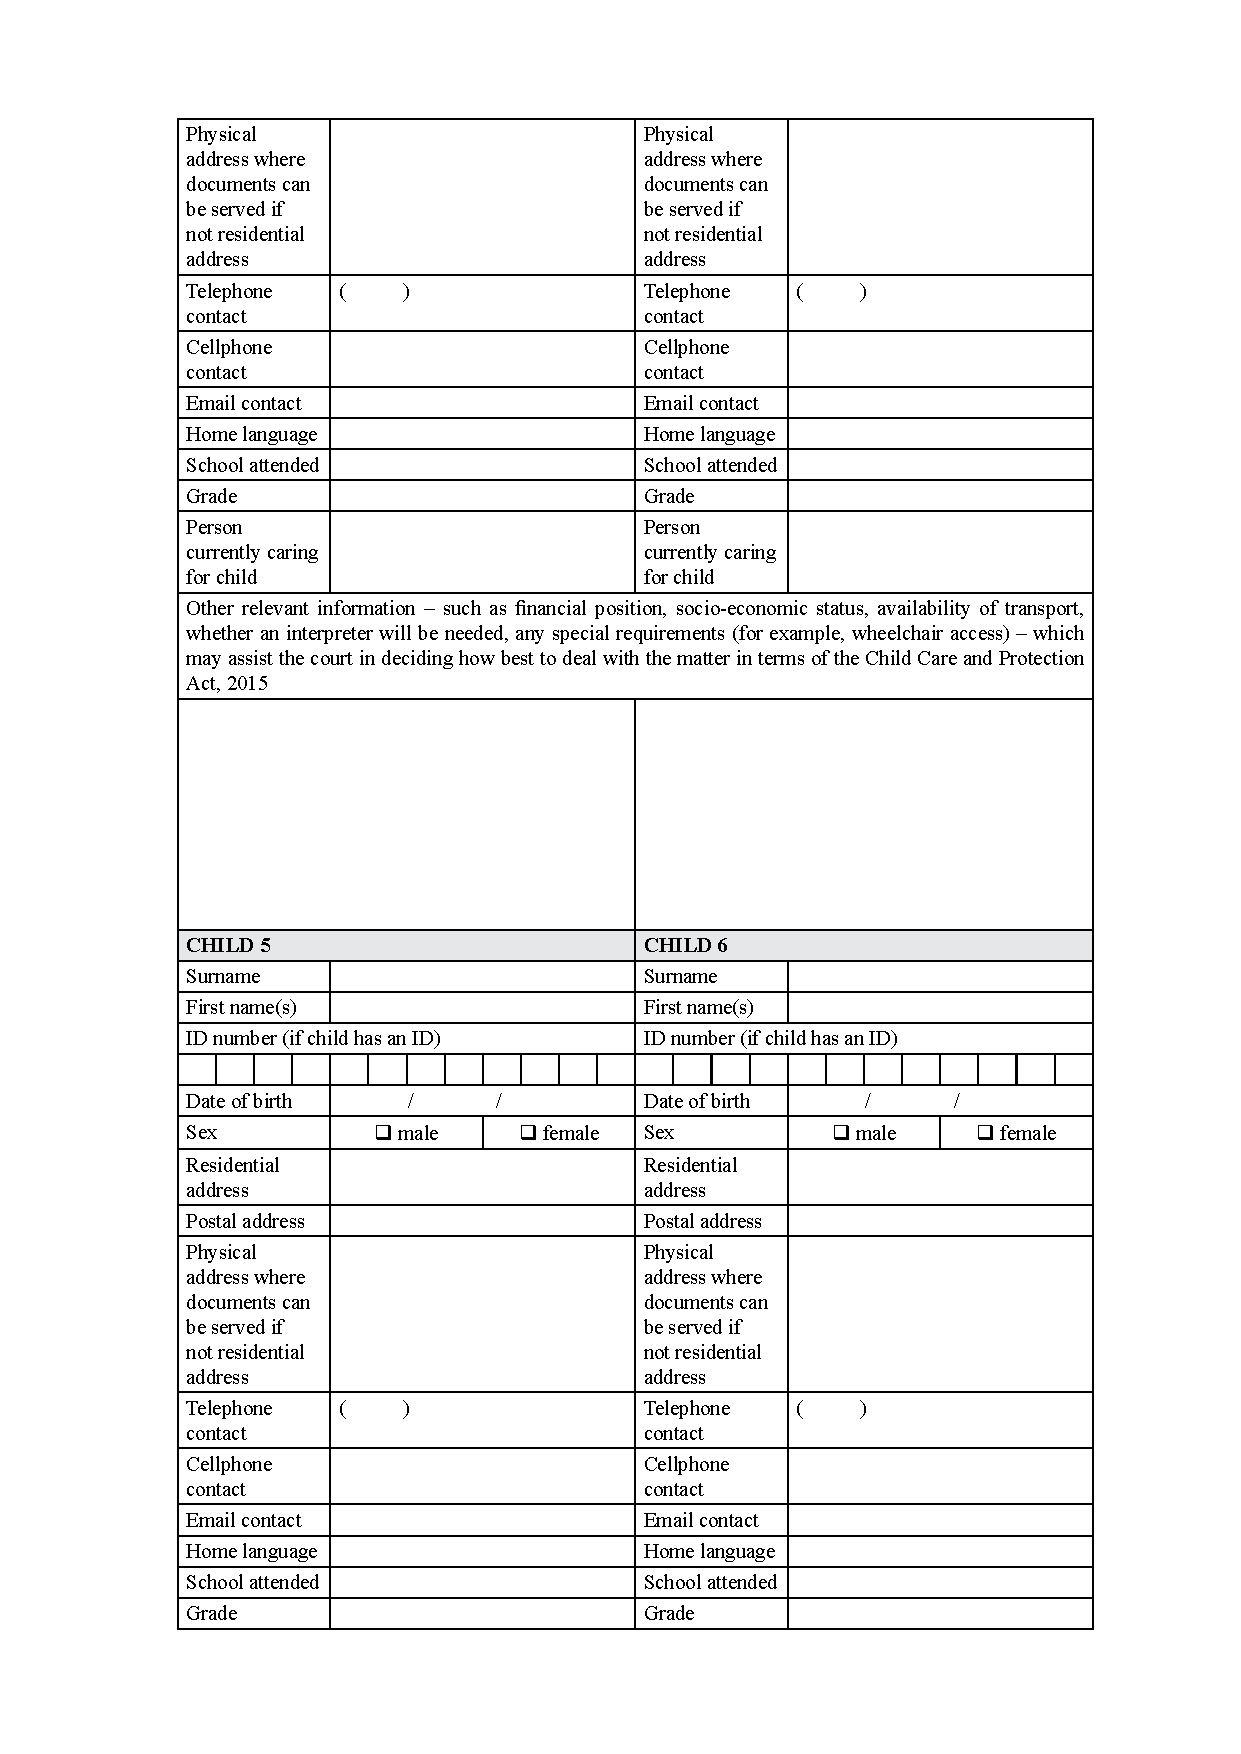 Physical
address where
documents can
be served if
not residential
address
Physical
address where
documents can
be served if
not residential
address
Telephone
contact
( )
Telephone
contact
( )
Cellphone
contact
Cellphone
contact
Email contact
Email contact
Home language
Home language
School attended
School attended
Grade
Grade
Person
currently caring
for child
Person
currently caring
for child
Other relevant information – such as financial position, socio-economic status, availability of transport,
whether an interpreter will be needed, any special requirements (for example, wheelchair access) – which
may assist the court in deciding how best to deal with the matter in terms of the Child Care and Protection
Act, 2015
CHILD 5
CHILD 6
Surname
Surname
First name(s)
First name(s)
ID number (if child has an ID)
ID number (if child has an ID)
Date of birth
/ /
Date of birth
/ /
Sex
❑ male
❑ female
Sex
❑ male
❑ female
Residential
address
Residential
address
Postal address
Postal address
Physical
address where
documents can
be served if
not residential
address
Physical
address where
documents can
be served if
not residential
address
Telephone
contact
( )
Telephone
contact
( )
Cellphone
contact
Cellphone
contact
Email contact
Email contact
Home language
Home language
School attended
School attended
Grade
Grade